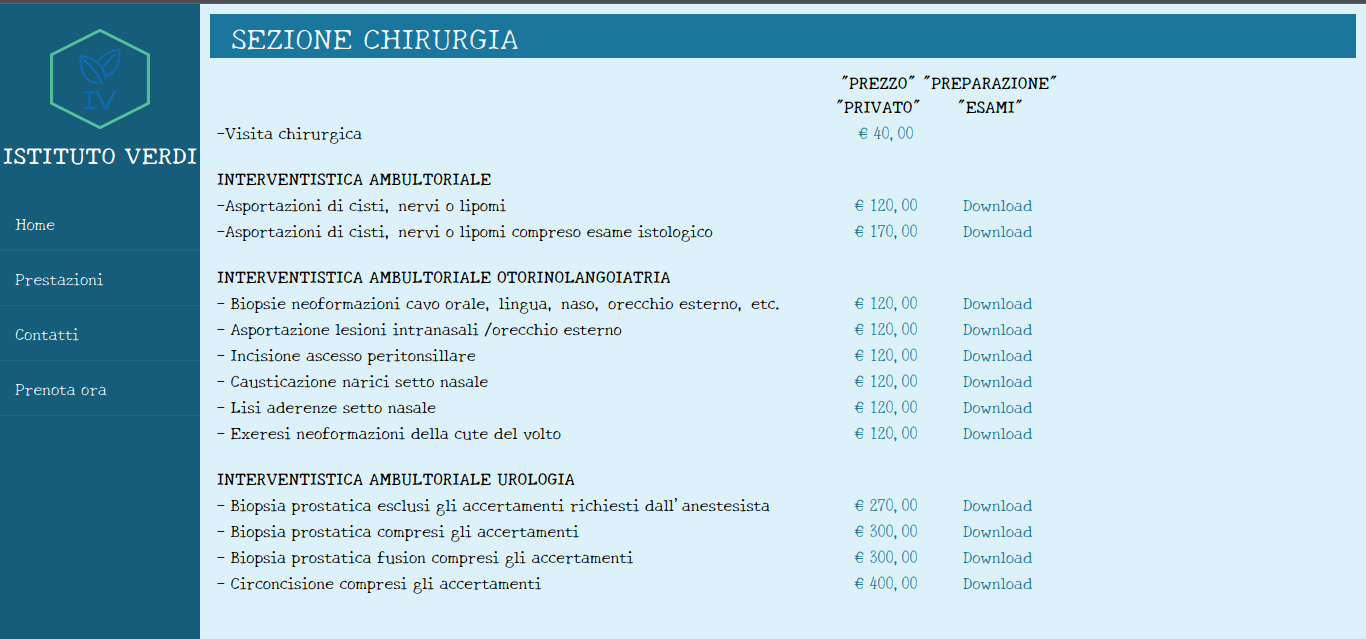 IV
ISTITUTO VERDI
Home
Prestazioni
Contatti
Prenota ora
SEZIONE CHIRURGIA
"PREZZO" "PREPARAZIONE"
"PRIVATO" "ESAMI"
-Visita chirurgica € 40,00
INTERVENTISTICA AMBULTORIALE
-Asportazioni di cisti, nervi o lipomi € 120,00 Download
-Asportazioni di cisti, nervi o lipomi compreso esame istologico € 170,00 Download
INTERVENTISTICA AMBULTORIALE OTORINOLANGOIATRIA
- Biopsie neoformazioni cavo orale, lingua, naso, orecchio esterno, etc. € 120,00 Download
- Asportazione lesioni intranasali /orecchio esterno € 120,00 Download
- Incisione ascesso peritonsillare € 120,00 Download
- Causticazione narici setto nasale € 120,00 Download
- Lisi aderenze setto nasale € 120,00 Download
- Exeresi neoformazioni della cute del volto € 120,00 Download
INTERVENTISTICA AMBULTORIALE UROLOGIA
- Biopsia prostatica esclusi gli accertamenti richiesti dall'anestesista € 270,00 Download
- Biopsia prostatica compresi gli accertamenti € 300,00 Download
- Biopsia prostatica fusion compresi gli accertamenti € 300,00 Download
- Circoncisione compresi gli accertamenti € 400,00 Download